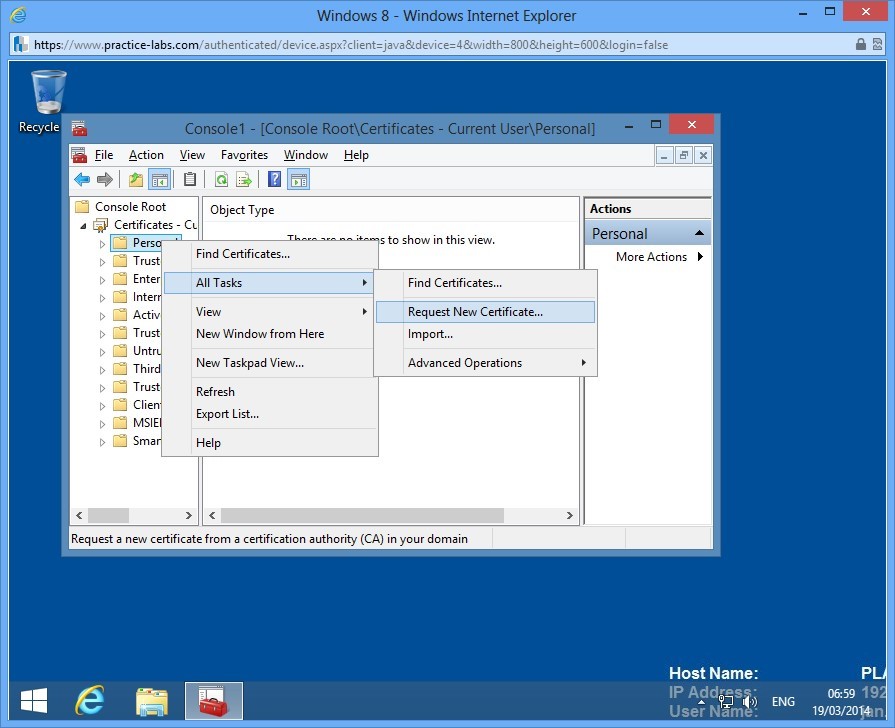 Windows 8 - Windows Internet Explorer
https://www.practice-labs.com/authenticated/device.aspx?client=java&device=4&width=800&height=600&login=false
Recycle
Console1 - [Console Root\Certificates - Current User\Personal]
File Action View Favorites Window Help
Console Root
Certificates - Cu
Perso
Trust
Enter
Interr
Activ
Trust
Untru
Third
Trust
Clien
MSIEI
Smar
Object Type
There are no items to show in this view.
Actions
Personal
More Actions
Find Certificates...
All Tasks
View
New Window from Here
New Taskpad View...
Refresh
Export List...
Help
Find Certificates...
Request New Certificate...
Import...
Advanced Operations
Request a new certificate from a certification authority (CA) in your domain
Host Name: PLA
IP Address: 192
User Name: jan
ENG
06:59
19/03/2014